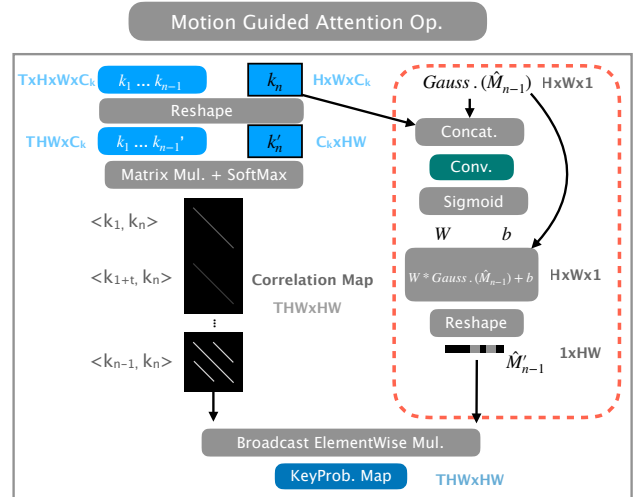 Motion Guided Attention Op.
TxHxWxCₖ k₁ ... kₙ₋₁ kₙ HxWxCₖ
Reshape
THWxCₖ k₁ ... kₙ₋₁' k'ₙ CₖxHW
Matrix Mul. + SoftMax
<k₁, kₙ>
<k₁₊ₜ, kₙ>
Correlation Map
THWxHW
<kₙ₋₁, kₙ>
Gauss . (M̂ₙ₋₁) HxWx1
Concat.
Conv.
Sigmoid
W b
W * Gauss . (M̂ₙ₋₁) + b HxWx1
Reshape
M̂'ₙ₋₁ 1xHW
Broadcast ElementWise Mul.
KeyProb. Map THWxHW